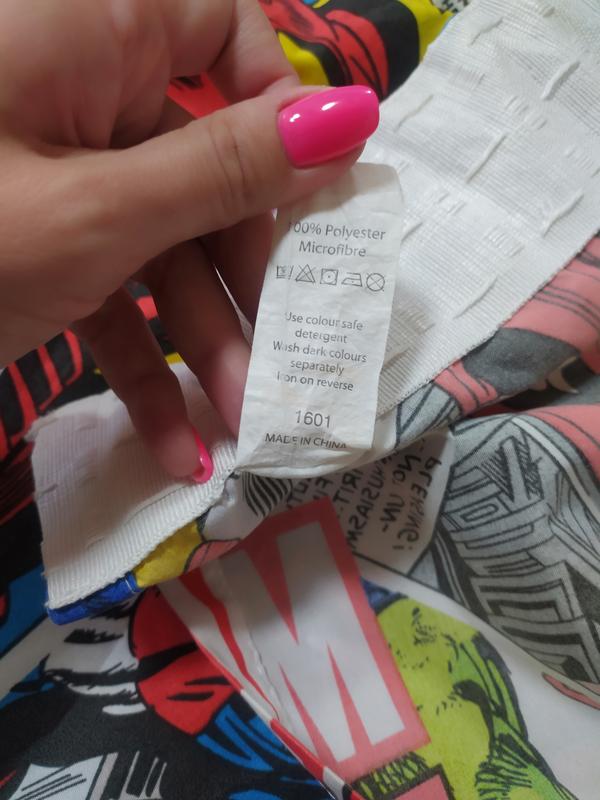 100% Polyester
Microfibre
Use colour safe
detergent
Wash dark colours
separately
Iron on reverse
1601
MADE IN CHINA
M